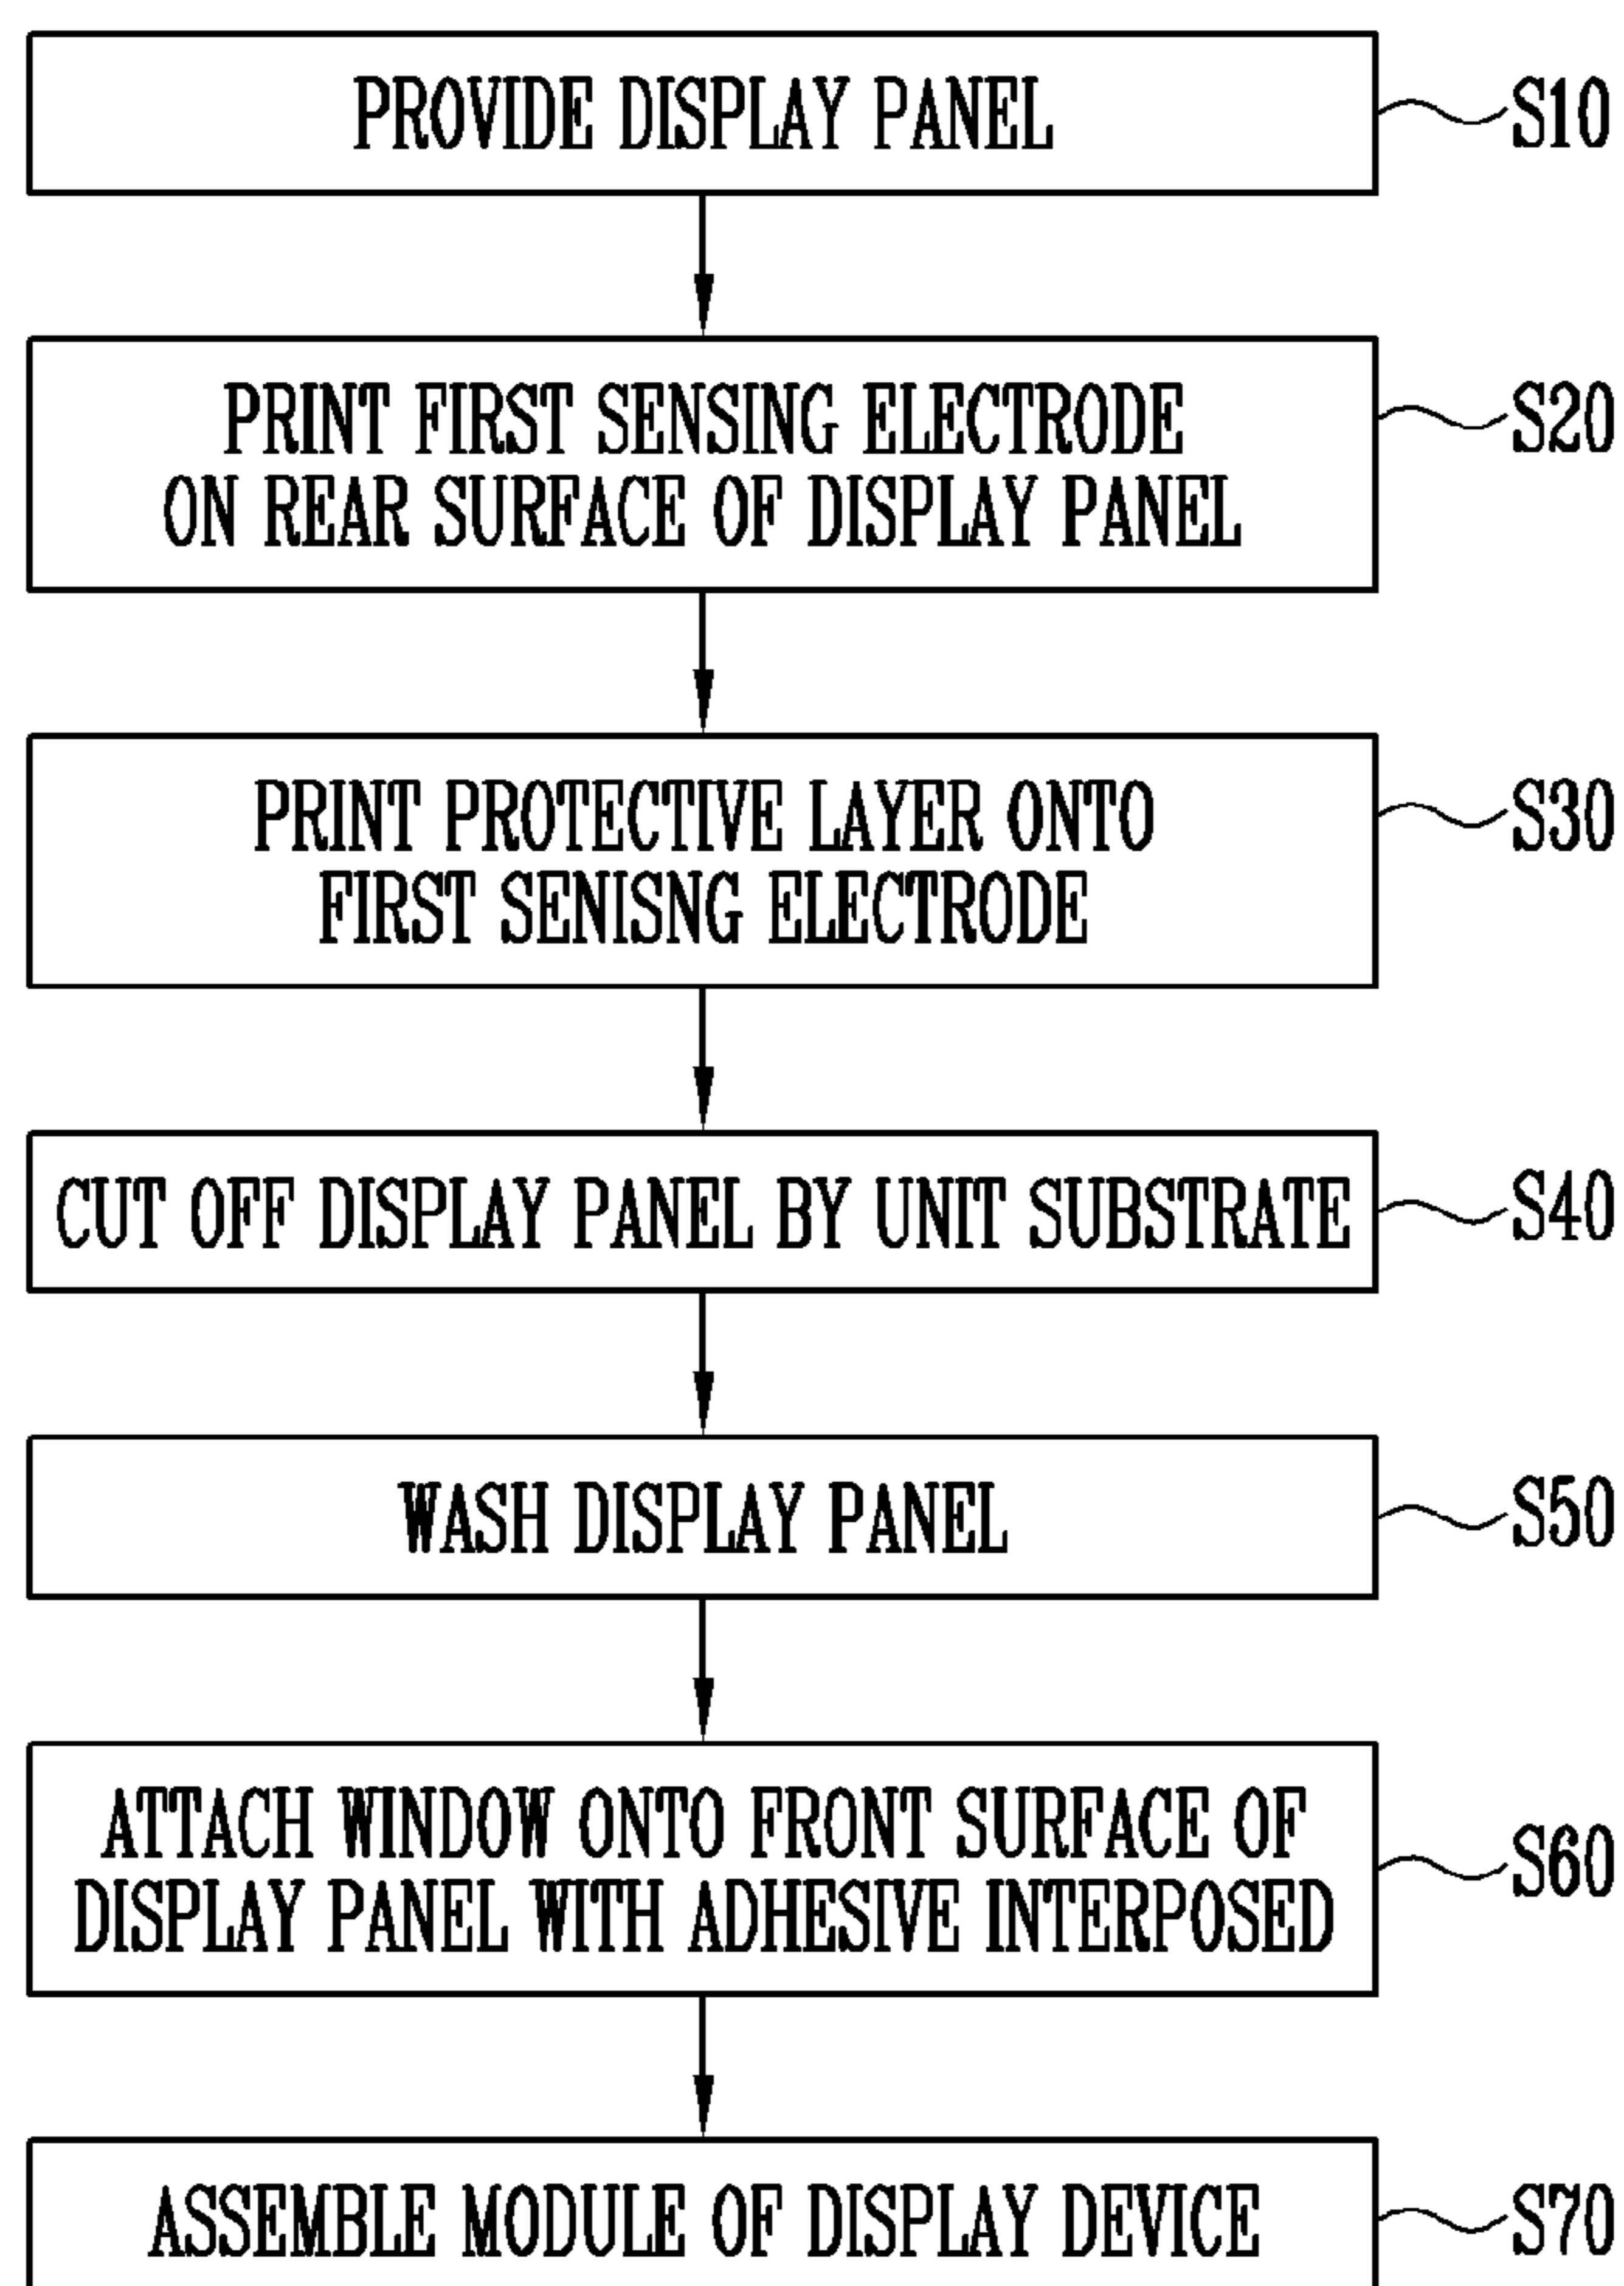 PROVIDE DISPLAY PANEL
S10
PRINT FIRST SENSING ELECTRODE
ON REAR SURFACE OF DISPLAY PANEL
S20
PRINT PROTECTIVE LAYER ONTO
FIRST SENISNG ELECTRODE
S30
CUT OFF DISPLAY PANEL BY UNIT SUBSTRATE
S40
WASH DISPLAY PANEL
S50
ATTACH WINDOW ONTO FRONT SURFACE OF
DISPLAY PANEL WITH ADHESIVE INTERPOSED
S60
ASSEMBLE MODULE OF DISPLAY DEVICE
S70